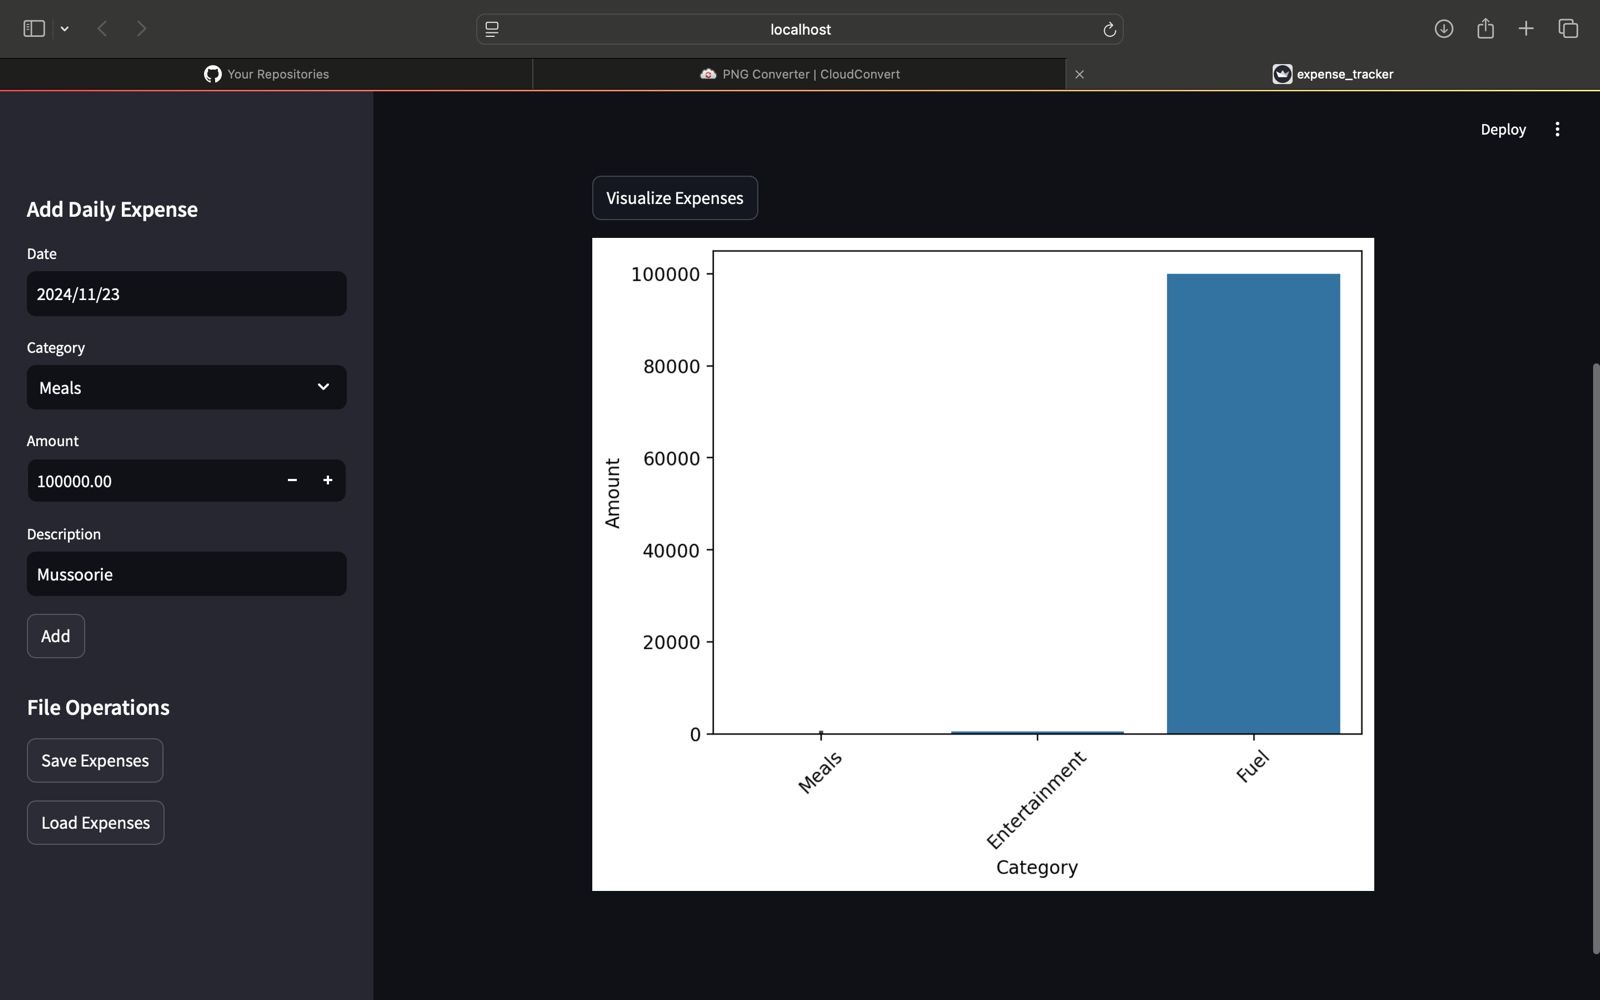 localhost
Your Repositories
PNG Converter | CloudConvert
expense_tracker
Deploy
Add Daily Expense
Date
2024/11/23
Category
Meals
Amount
100000.00
Description
Mussoorie
Add
File Operations
Save Expenses
Load Expenses
Visualize Expenses
100000
80000
60000
40000
20000
0
Amount
Meals
Entertainment
Fuel
Category